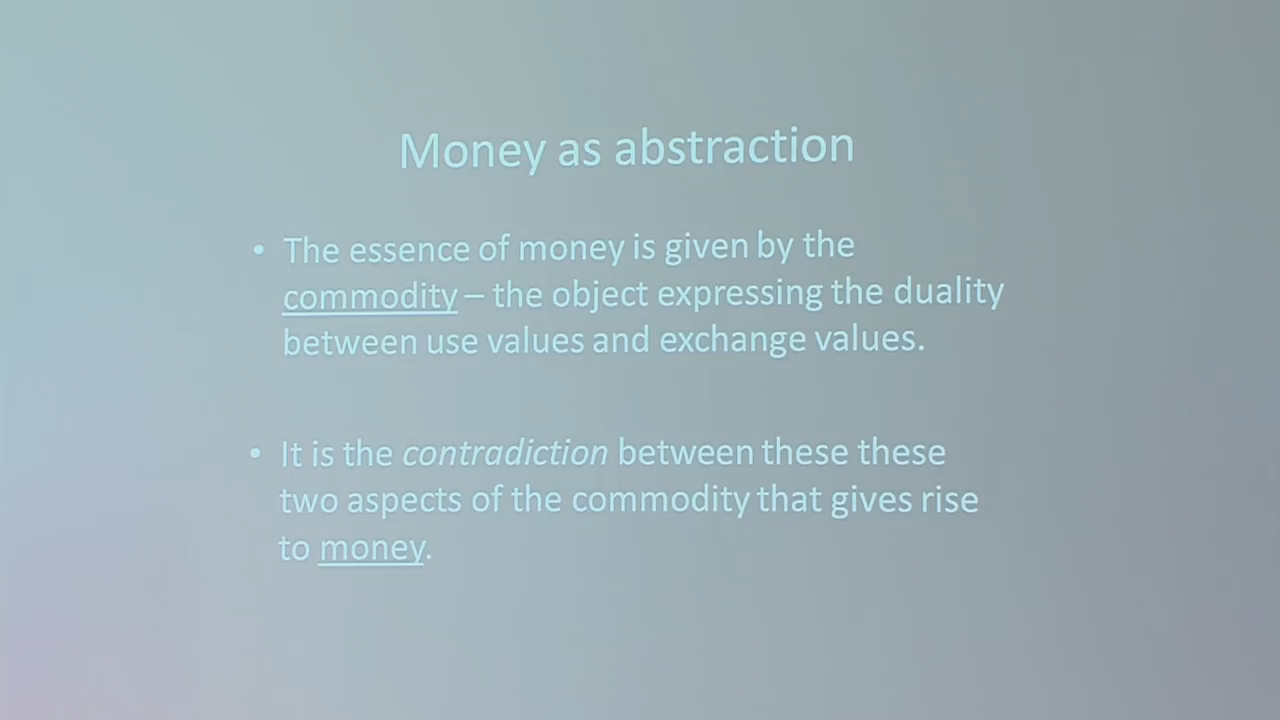 Money as abstraction
• The essence of money is given by the
commodity – the object expressing the duality
between use values and exchange values.
• It is the contradiction between these these
two aspects of the commodity that gives rise
to money.